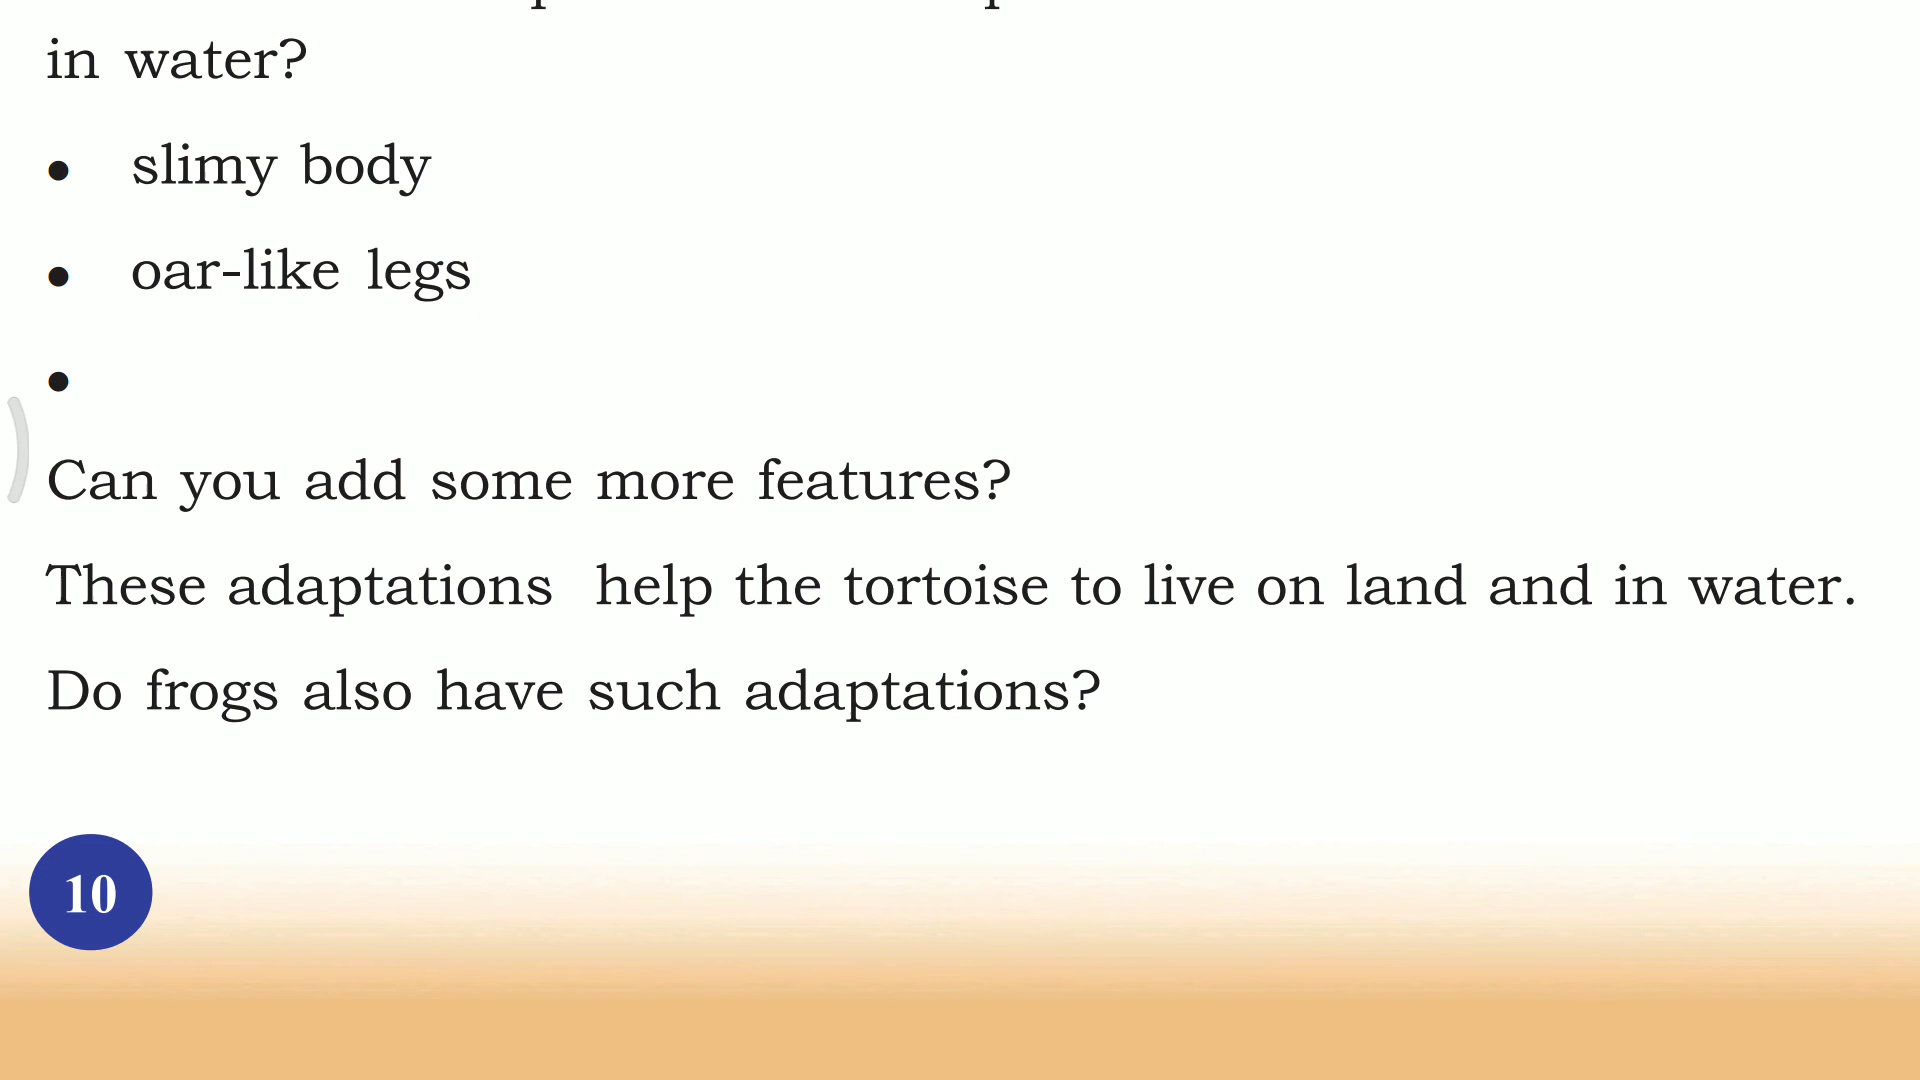 in water?
● slimy body
● oar-like legs
●
Can you add some more features?
These adaptations help the tortoise to live on land and in water.
Do frogs also have such adaptations?
10